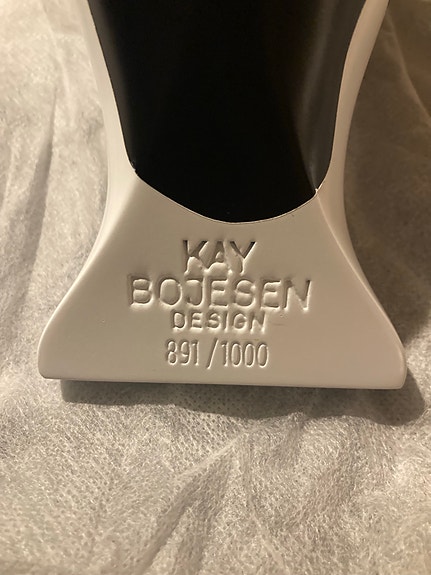 KAY
BOJESEN
DESIGN
891/1000